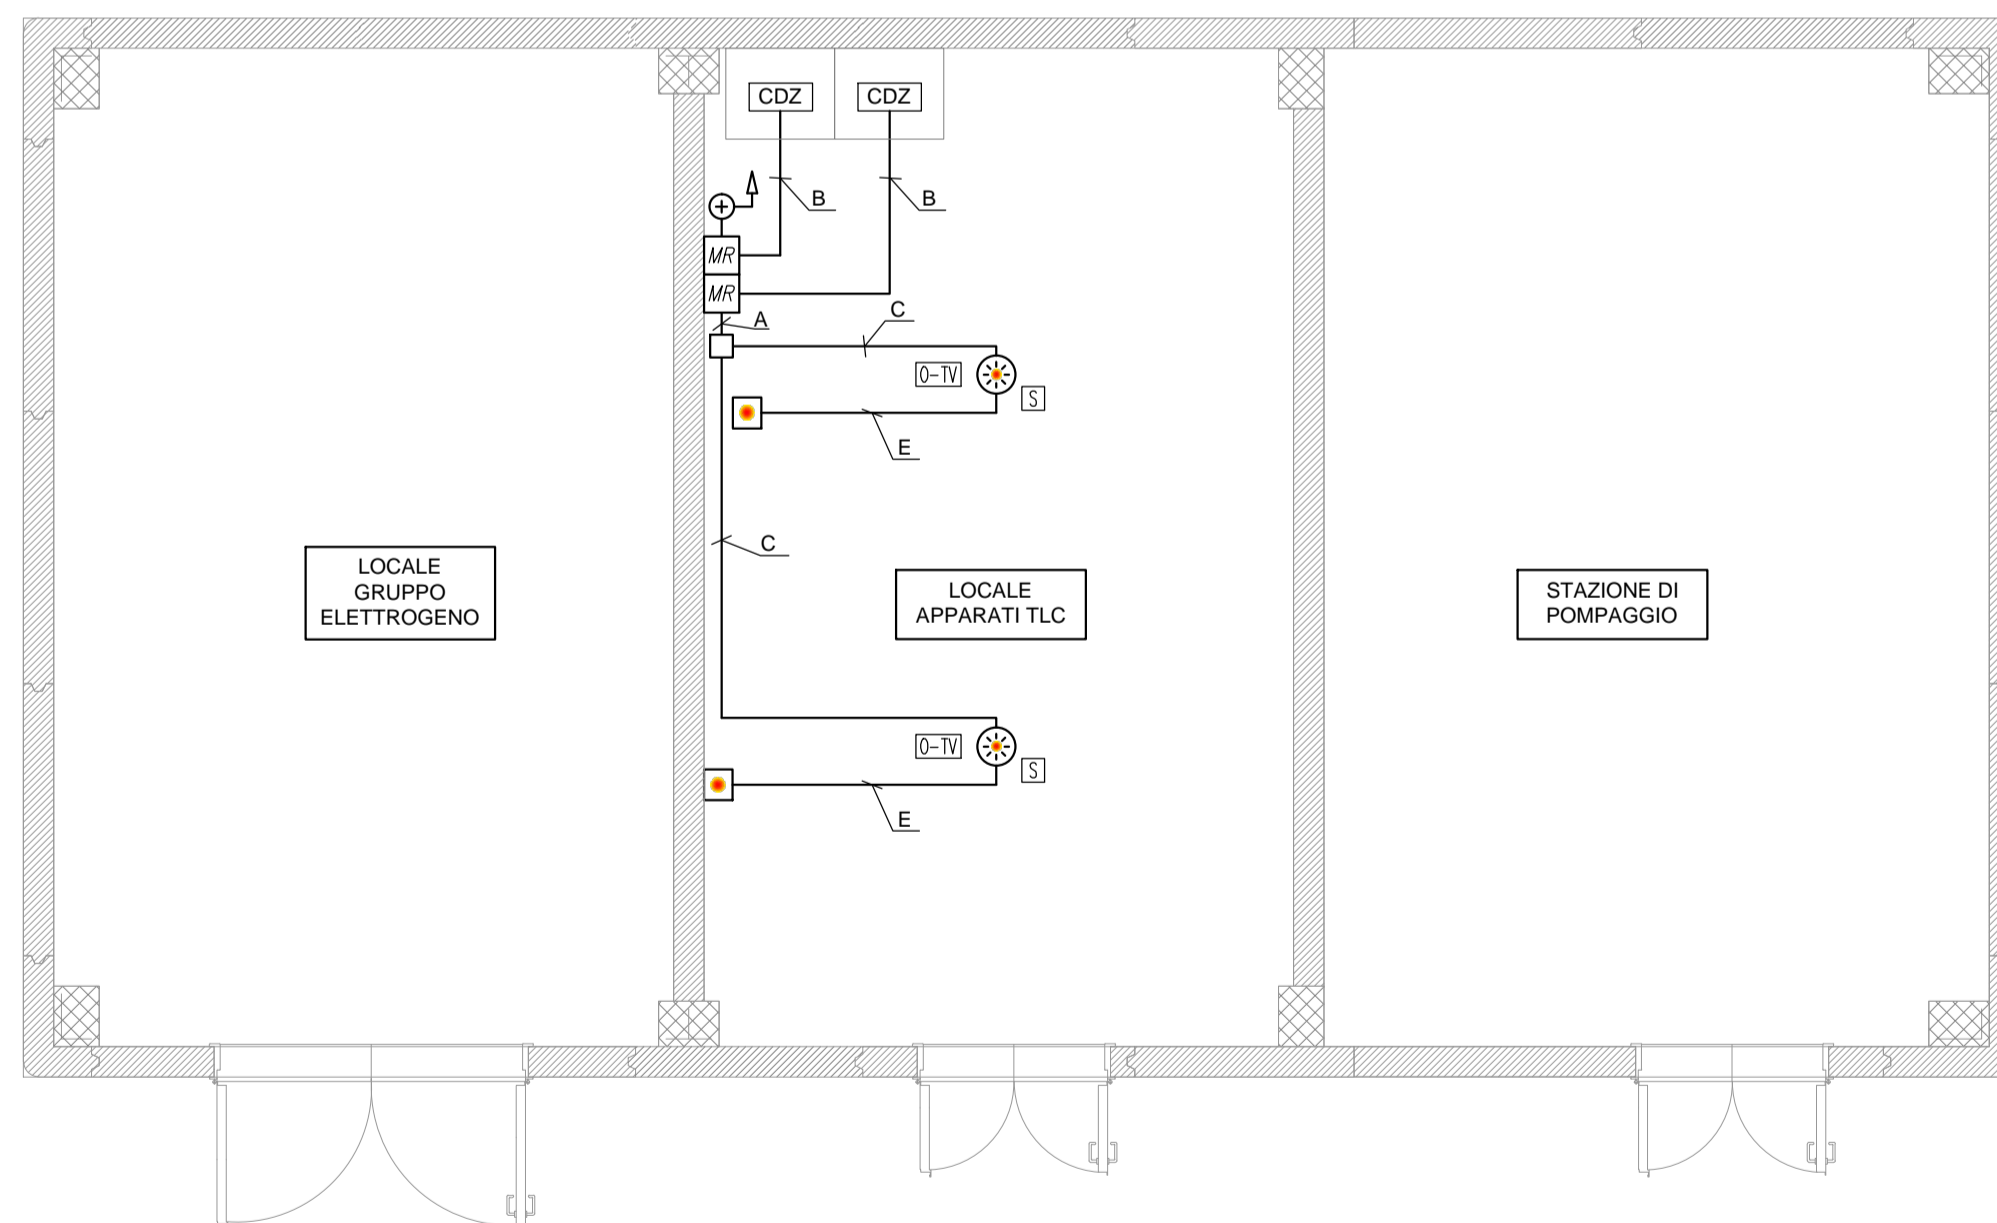 CDZ
CDZ
B
B
MR
MR
A
C
O-TV
S
E
C
LOCALE
GRUPPO
ELETTROGENO
LOCALE
APPARATI TLC
STAZIONE DI
POMPAGGIO
O-TV
S
E